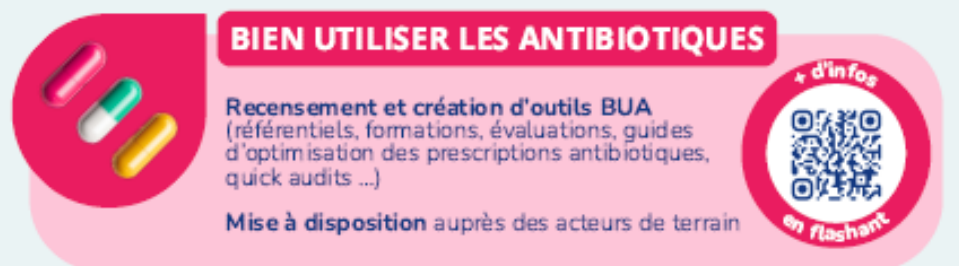 BIEN UTILISER LES ANTIBIOTIQUES
Recensement et création d'outils BUA
(référentiels, formations, évaluations, guides
d'optimisation des prescriptions antibiotiques,
quick audits ...)
Mise à disposition auprès des acteurs de terrain
+ d'infos
en flashant